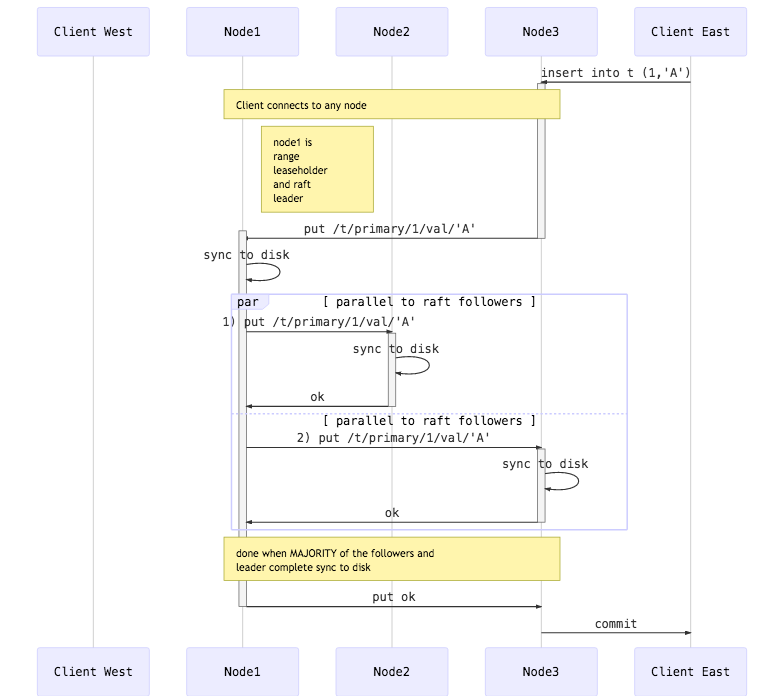 Client West
Node1
Node2
Node3
Client East
insert into t (1,'A')
Client connects to any node
node1 is
range
leaseholder
and raft
leader
put /t/primary/1/val/'A'
sync to disk
par
[ parallel to raft followers ]
1) put /t/primary/1/val/'A'
sync to disk
ok
[ parallel to raft followers ]
2) put /t/primary/1/val/'A'
sync to disk
ok
done when MAJORITY of the followers and
leader complete sync to disk
put ok
commit
Client West
Node1
Node2
Node3
Client East